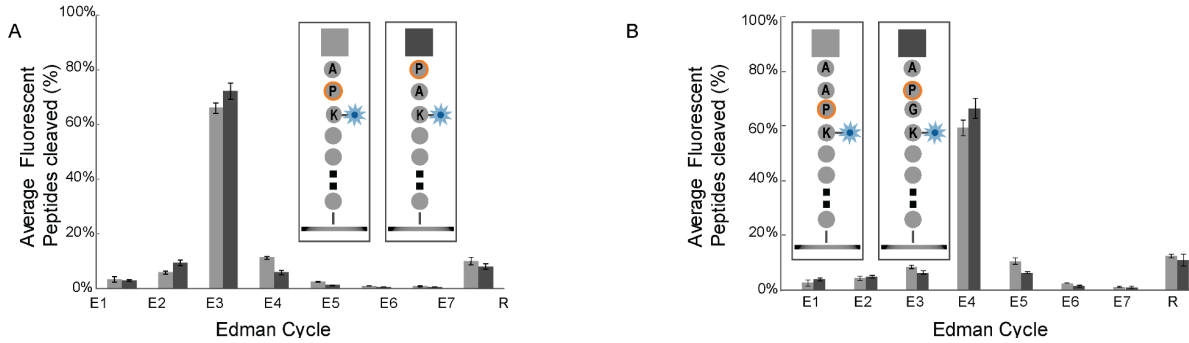 A
Average Fluorescent
Peptides cleaved (%)
100%
80%
60%
40%
20%
0%
A
P
K
P
A
K
E1 E2 E3 E4 E5 E6 E7 R
Edman Cycle
B
Average Fluorescent
Peptides cleaved (%)
100%
80%
60%
40%
20%
0%
A
A
P
K
A
P
G
K
E1 E2 E3 E4 E5 E6 E7 R
Edman Cycle